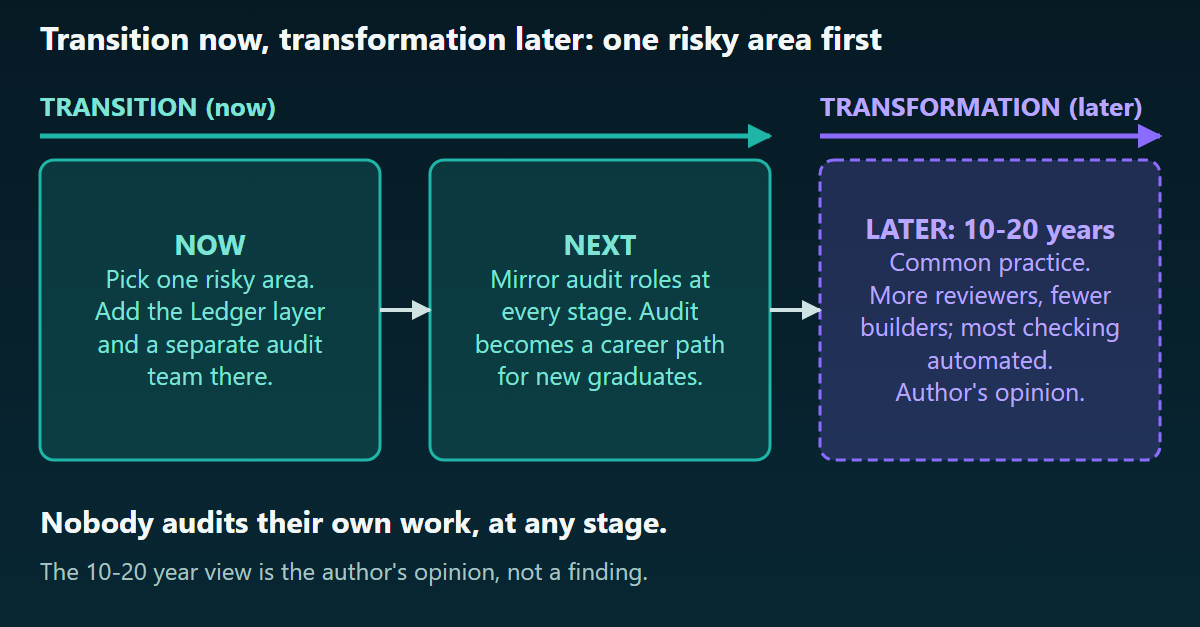 Transition now, transformation later: one risky area first
TRANSITION (now)
TRANSFORMATION (later)
NOW
Pick one risky area.
Add the Ledger layer
and a separate audit
team there.
NEXT
Mirror audit roles at
every stage. Audit
becomes a career path
for new graduates.
LATER: 10-20 years
Common practice.
More reviewers, fewer
builders; most checking
automated.
Author's opinion.
Nobody audits their own work, at any stage.
The 10-20 year view is the author's opinion, not a finding.